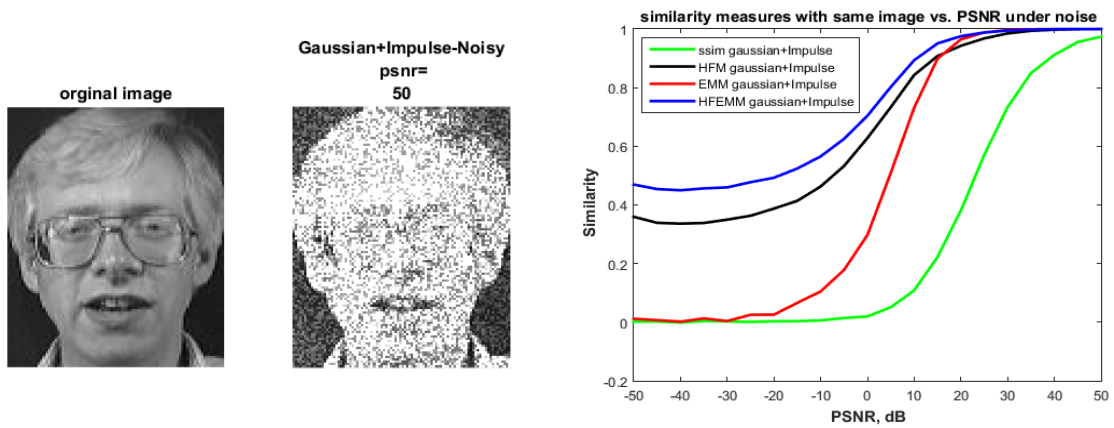 orginal image
Gaussian+Impulse-Noisy
psnr=
50
similarity measures with same image vs. PSNR under noise
ssim gaussian+Impulse
HFM gaussian+Impulse
EMM gaussian+Impulse
HFEMM gaussian+Impulse
1
0.8
0.6
0.4
0.2
0
-0.2
Similarity
-50 -40 -30 -20 -10 0 10 20 30 40 50
PSNR, dB